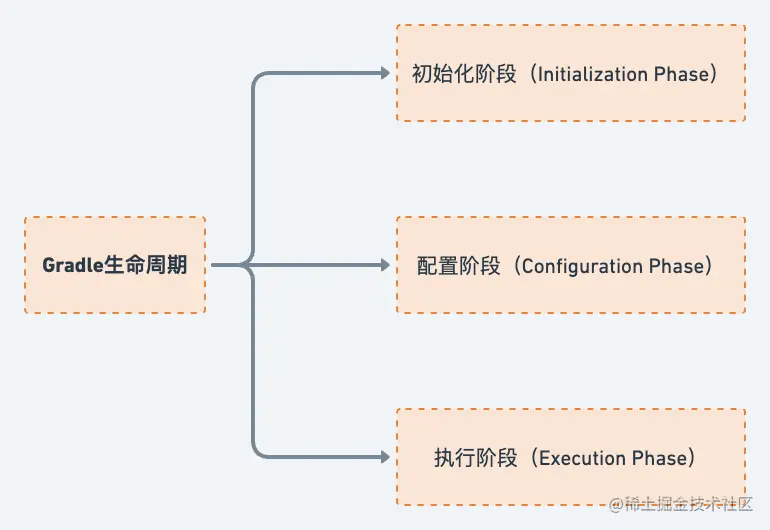 初始化阶段（Initialization Phase）
Gradle生命周期
配置阶段（Configuration Phase）
执行阶段（Execution Phase）
@稀土掘金技术社区